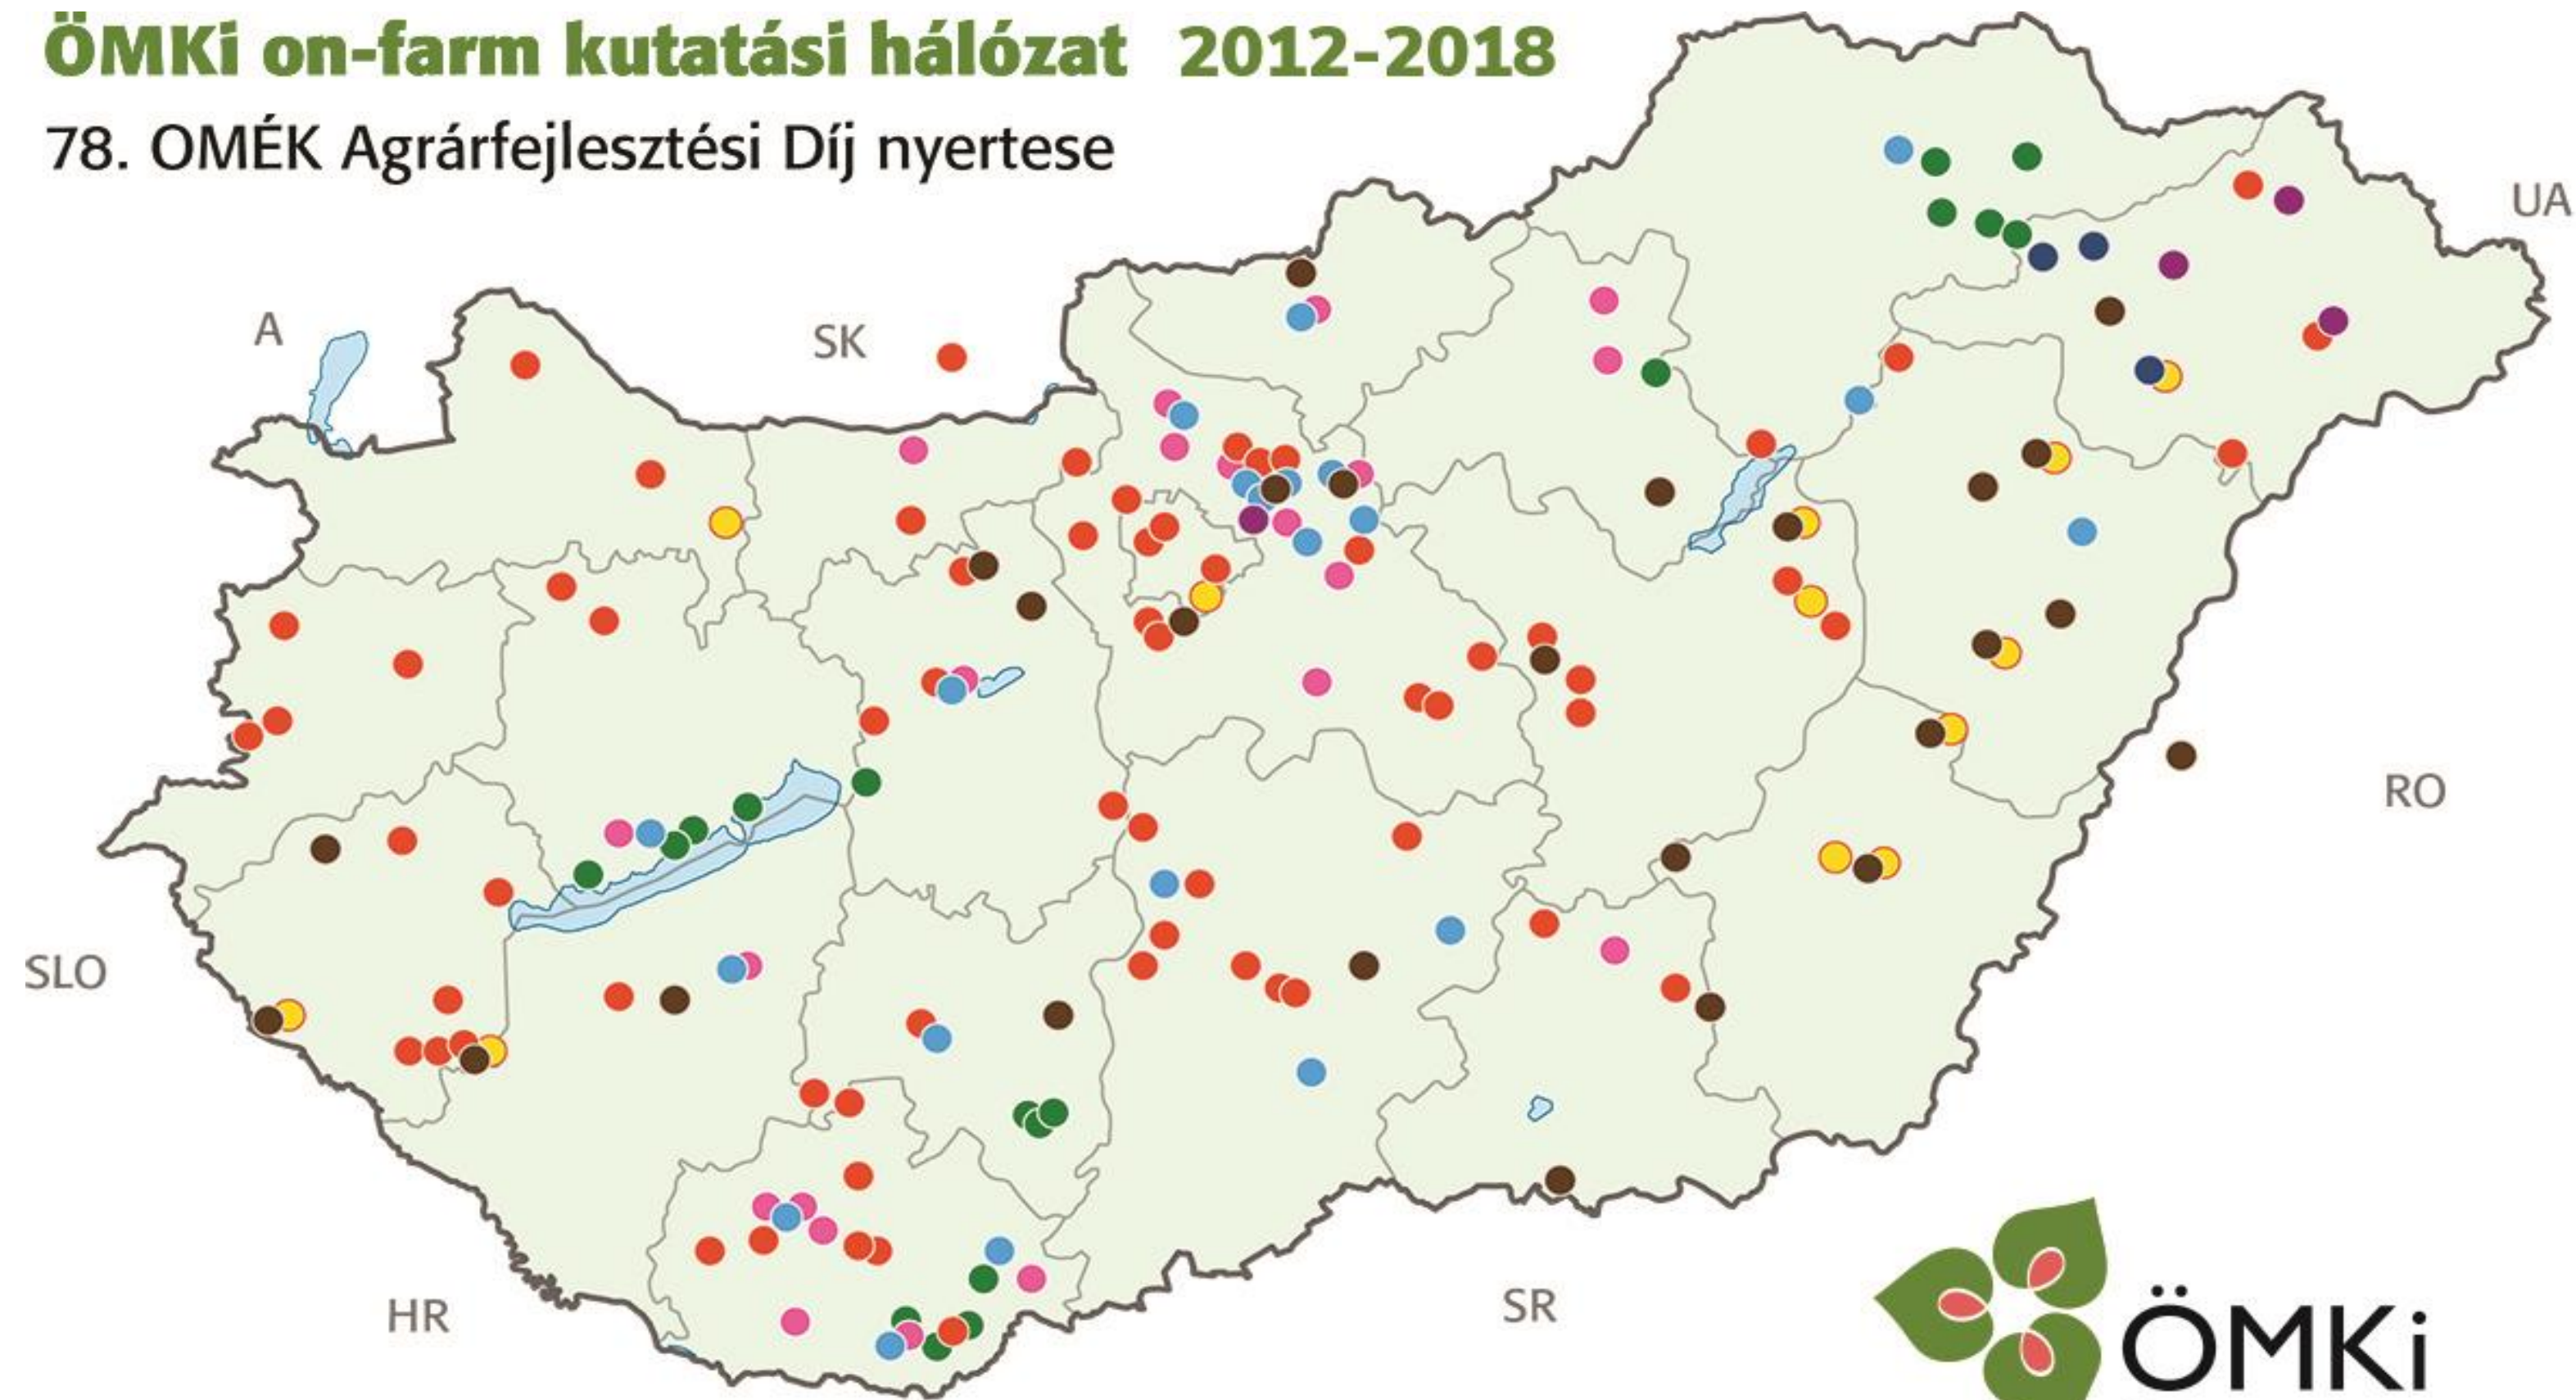 ÖMKi on-farm kutatási hálózat 2012-2018
78. OMÉK Agrárfejlesztési Díj nyertese
UA
A
SK
RO
SLO
HR
SR
ÖMKi